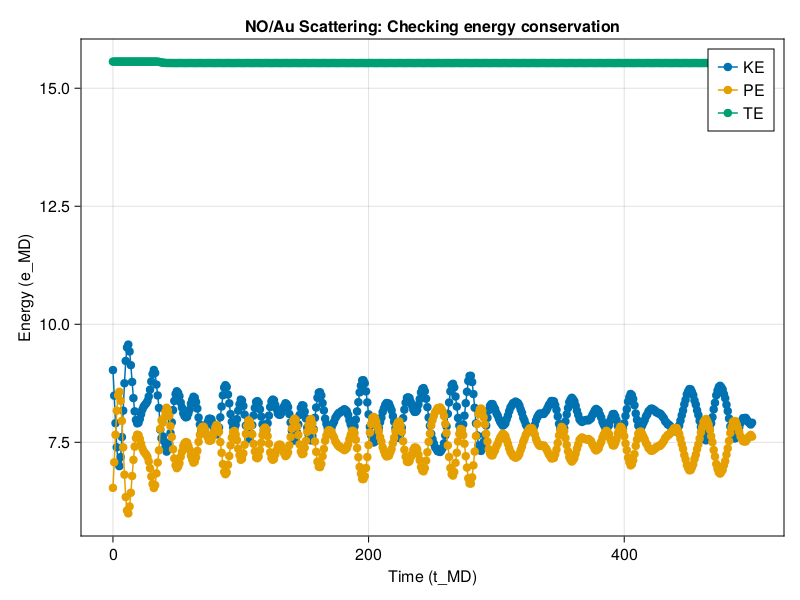 NO/Au Scattering: Checking energy conservation
15.0
12.5
10.0
7.5
Energy (e_MD)
KE
PE
TE
0
200
400
Time (t_MD)